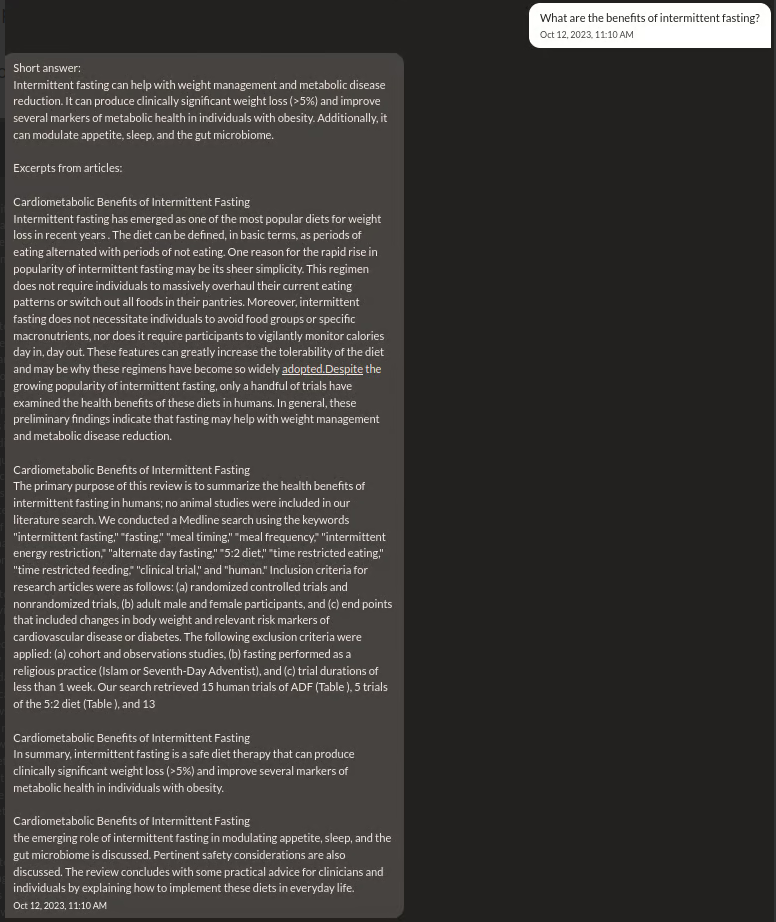 What are the benefits of intermittent fasting?
Oct 12, 2023, 11:10 AM
Short answer:
Intermittent fasting can help with weight management and metabolic disease
reduction. It can produce clinically significant weight loss (>5%) and improve
several markers of metabolic health in individuals with obesity. Additionally, it
can modulate appetite, sleep, and the gut microbiome.
Excerpts from articles:
Cardiometabolic Benefits of Intermittent Fasting
Intermittent fasting has emerged as one of the most popular diets for weight
loss in recent years . The diet can be defined, in basic terms, as periods of
eating alternated with periods of not eating. One reason for the rapid rise in
popularity of intermittent fasting may be its sheer simplicity. This regimen
does not require individuals to massively overhaul their current eating
patterns or switch out all foods in their pantries. Moreover, intermittent
fasting does not necessitate individuals to avoid food groups or specific
macronutrients, nor does it require participants to vigilantly monitor calories
day in, day out. These features can greatly increase the tolerability of the diet
and may be why these regimens have become so widely adopted.Despite the
growing popularity of intermittent fasting, only a handful of trials have
examined the health benefits of these diets in humans. In general, these
preliminary findings indicate that fasting may help with weight management
and metabolic disease reduction.
Cardiometabolic Benefits of Intermittent Fasting
The primary purpose of this review is to summarize the health benefits of
intermittent fasting in humans; no animal studies were included in our
literature search. We conducted a Medline search using the keywords
"intermittent fasting," "fasting," "meal timing," "meal frequency," "intermittent
energy restriction," "alternate day fasting," "5:2 diet," "time restricted eating,"
"time restricted feeding," "clinical trial," and "human." Inclusion criteria for
research articles were as follows: (a) randomized controlled trials and
nonrandomized trials, (b) adult male and female participants, and (c) end points
that included changes in body weight and relevant risk markers of
cardiovascular disease or diabetes. The following exclusion criteria were
applied: (a) cohort and observations studies, (b) fasting performed as a
religious practice (Islam or Seventh-Day Adventist), and (c) trial durations of
less than 1 week. Our search retrieved 15 human trials of ADF (Table ), 5 trials
of the 5:2 diet (Table ), and 13
Cardiometabolic Benefits of Intermittent Fasting
In summary, intermittent fasting is a safe diet therapy that can produce
clinically significant weight loss (>5%) and improve several markers of
metabolic health in individuals with obesity.
Cardiometabolic Benefits of Intermittent Fasting
the emerging role of intermittent fasting in modulating appetite, sleep, and the
gut microbiome is discussed. Pertinent safety considerations are also
discussed. The review concludes with some practical advice for clinicians and
individuals by explaining how to implement these diets in everyday life.
Oct 12, 2023, 11:10 AM